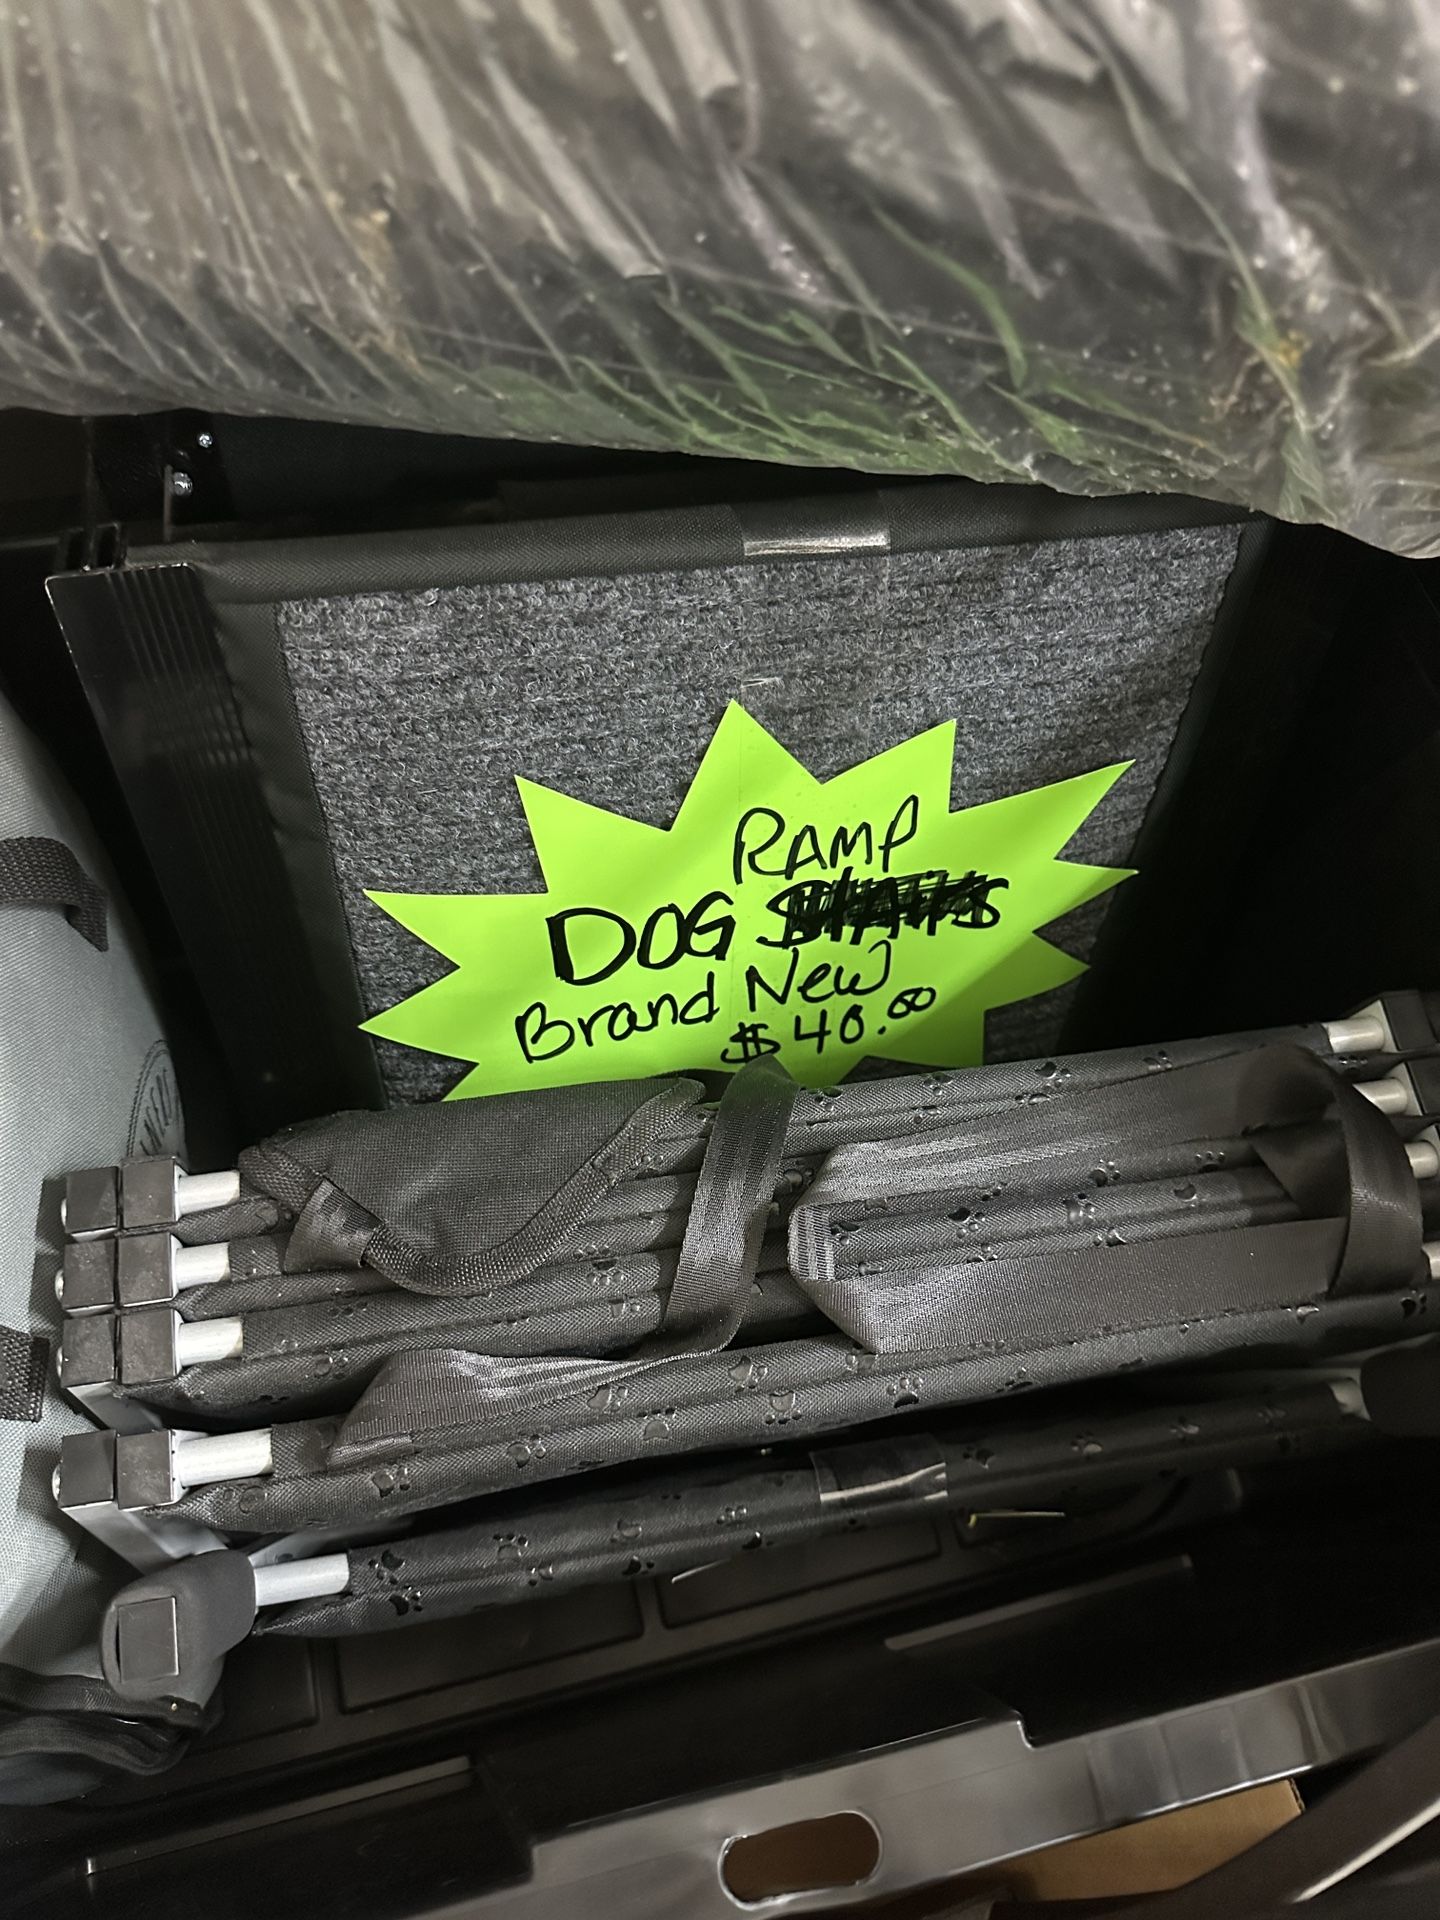 RAMP
DOG
Brand New
$40.00